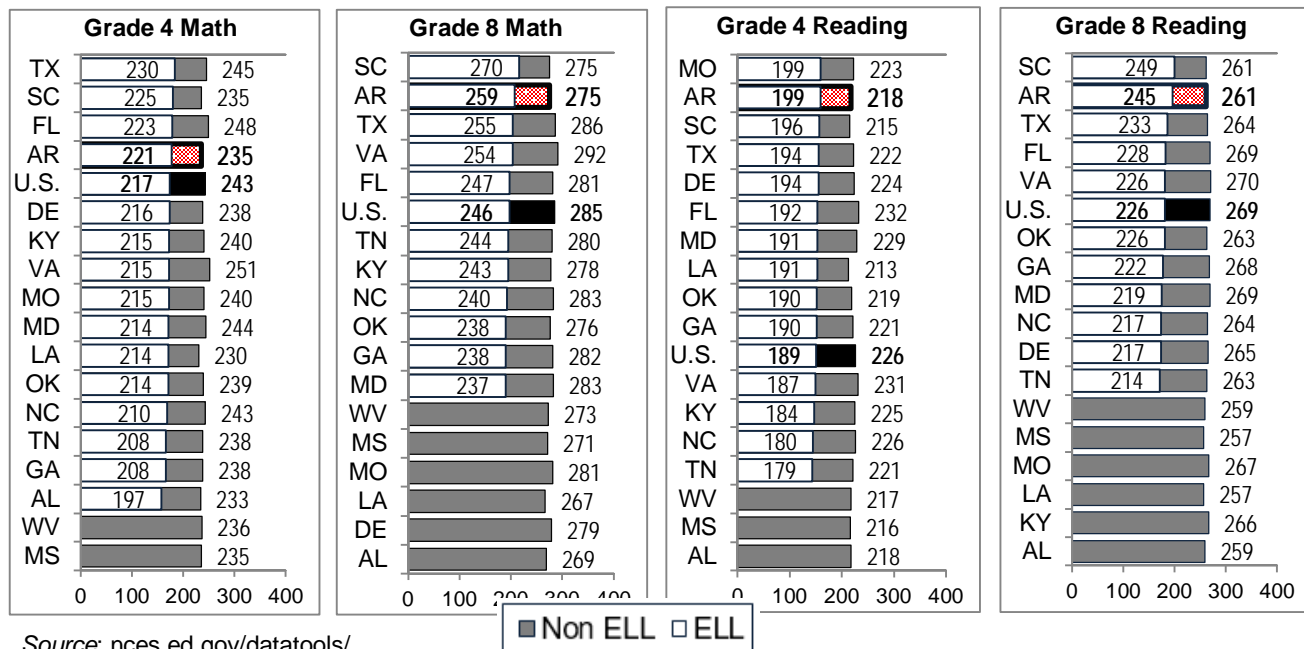 Grade 4 Math
TX 230 245
SC 225 235
FL 223 248
AR 221 235
U.S. 217 243
DE 216 238
KY 215 240
VA 215 251
MO 215 240
MD 214 244
LA 214 230
OK 214 239
NC 210 243
TN 208 238
GA 208 238
AL 197 233
WV 236
MS 235
0 100 200 300 400
Grade 8 Math
SC 270 275
AR 259 275
TX 255 286
VA 254 292
FL 247 281
U.S. 246 285
TN 244 280
KY 243 278
NC 240 283
OK 238 276
GA 238 282
MD 237 283
WV 273
MS 271
MO 281
LA 267
DE 279
AL 269
0 100 200 300 400
Grade 4 Reading
MO 199 223
AR 199 218
SC 196 215
TX 194 222
DE 194 224
FL 192 232
MD 191 229
LA 191 213
OK 190 219
GA 190 221
U.S. 189 226
VA 187 231
KY 184 225
NC 180 226
TN 179 221
WV 217
MS 216
AL 218
0 100 200 300 400
Grade 8 Reading
SC 249 261
AR 245 261
TX 233 264
FL 228 269
VA 226 270
U.S. 226 269
OK 226 263
GA 222 268
MD 219 269
NC 217 264
DE 217 265
TN 214 263
WV 259
MS 257
MO 267
LA 257
KY 266
AL 259
0 100 200 300 400
Non ELL ELL
Source: nces.ed.gov/datatools/